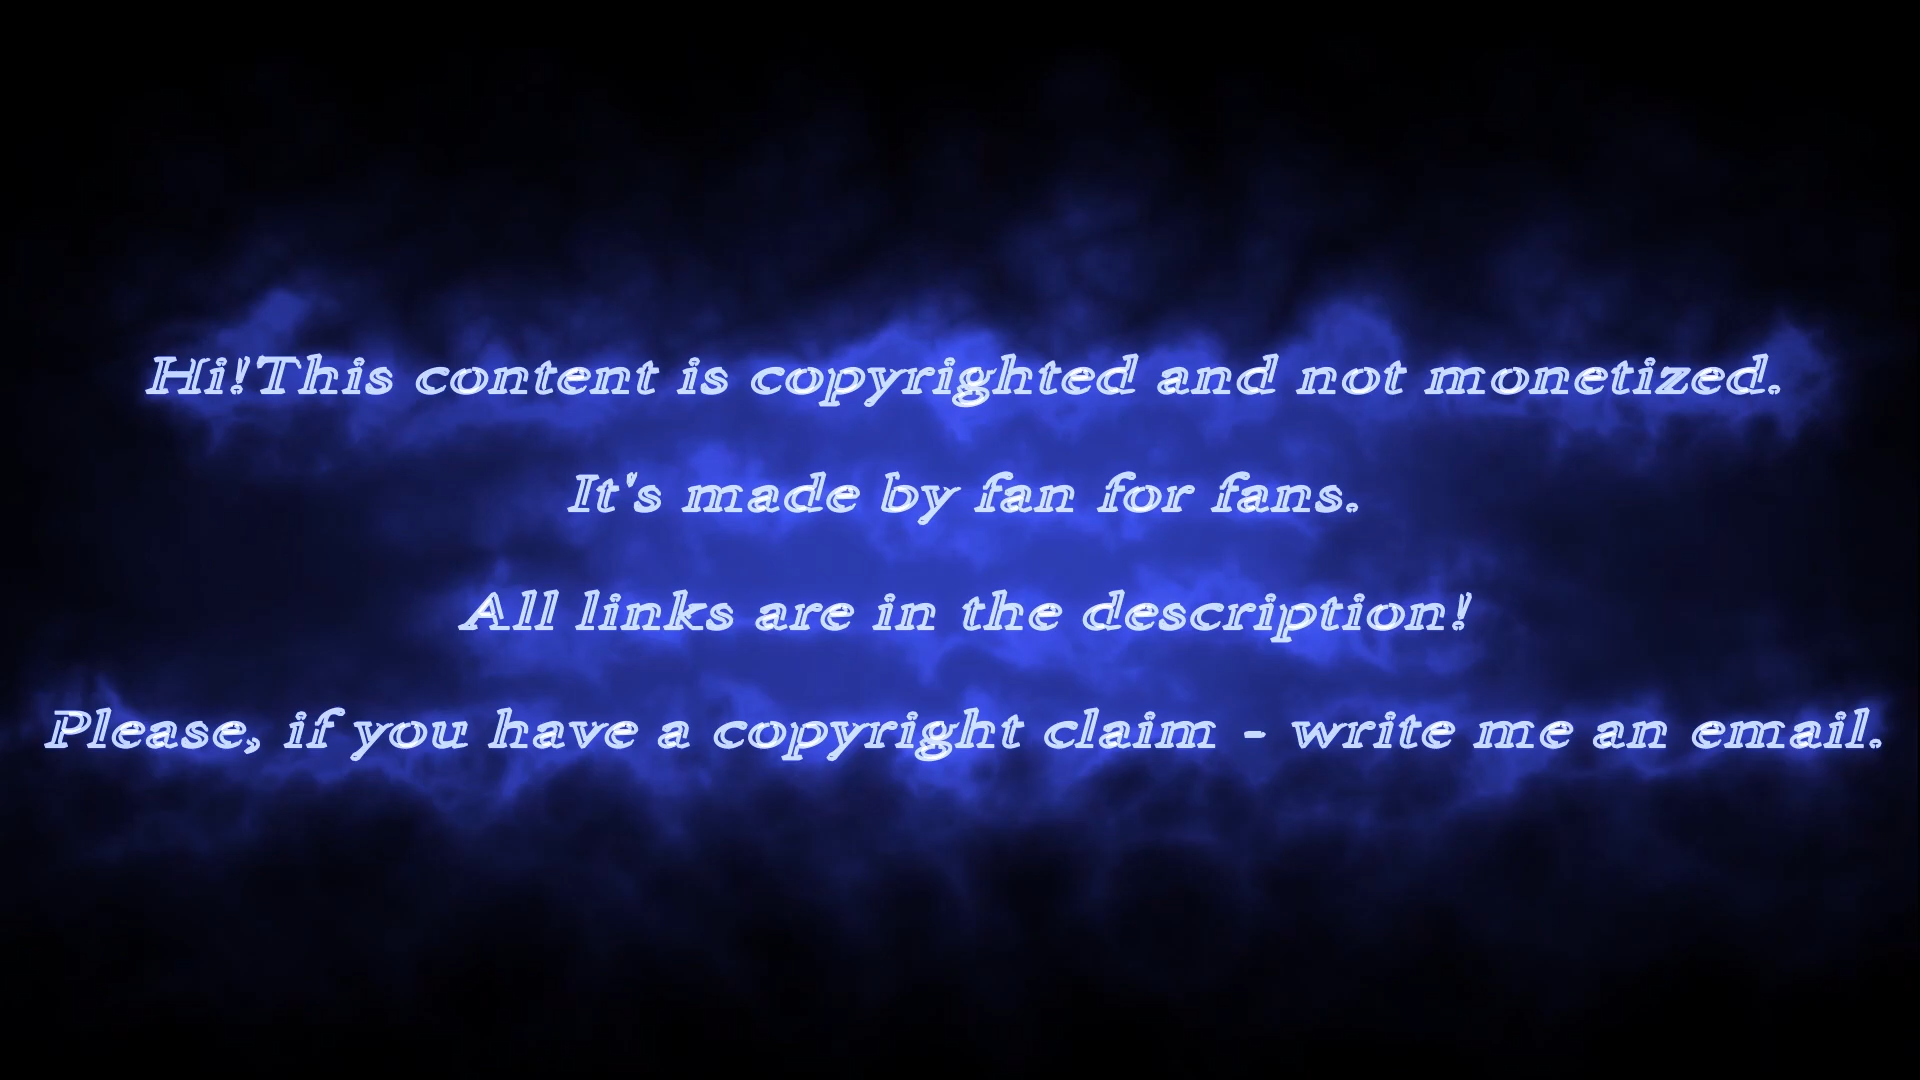 Hi!This content is copyrighted and not monetized.
It's made by fan for fans.
All links are in the description!
Please, if you have a copyright claim - write me an email.